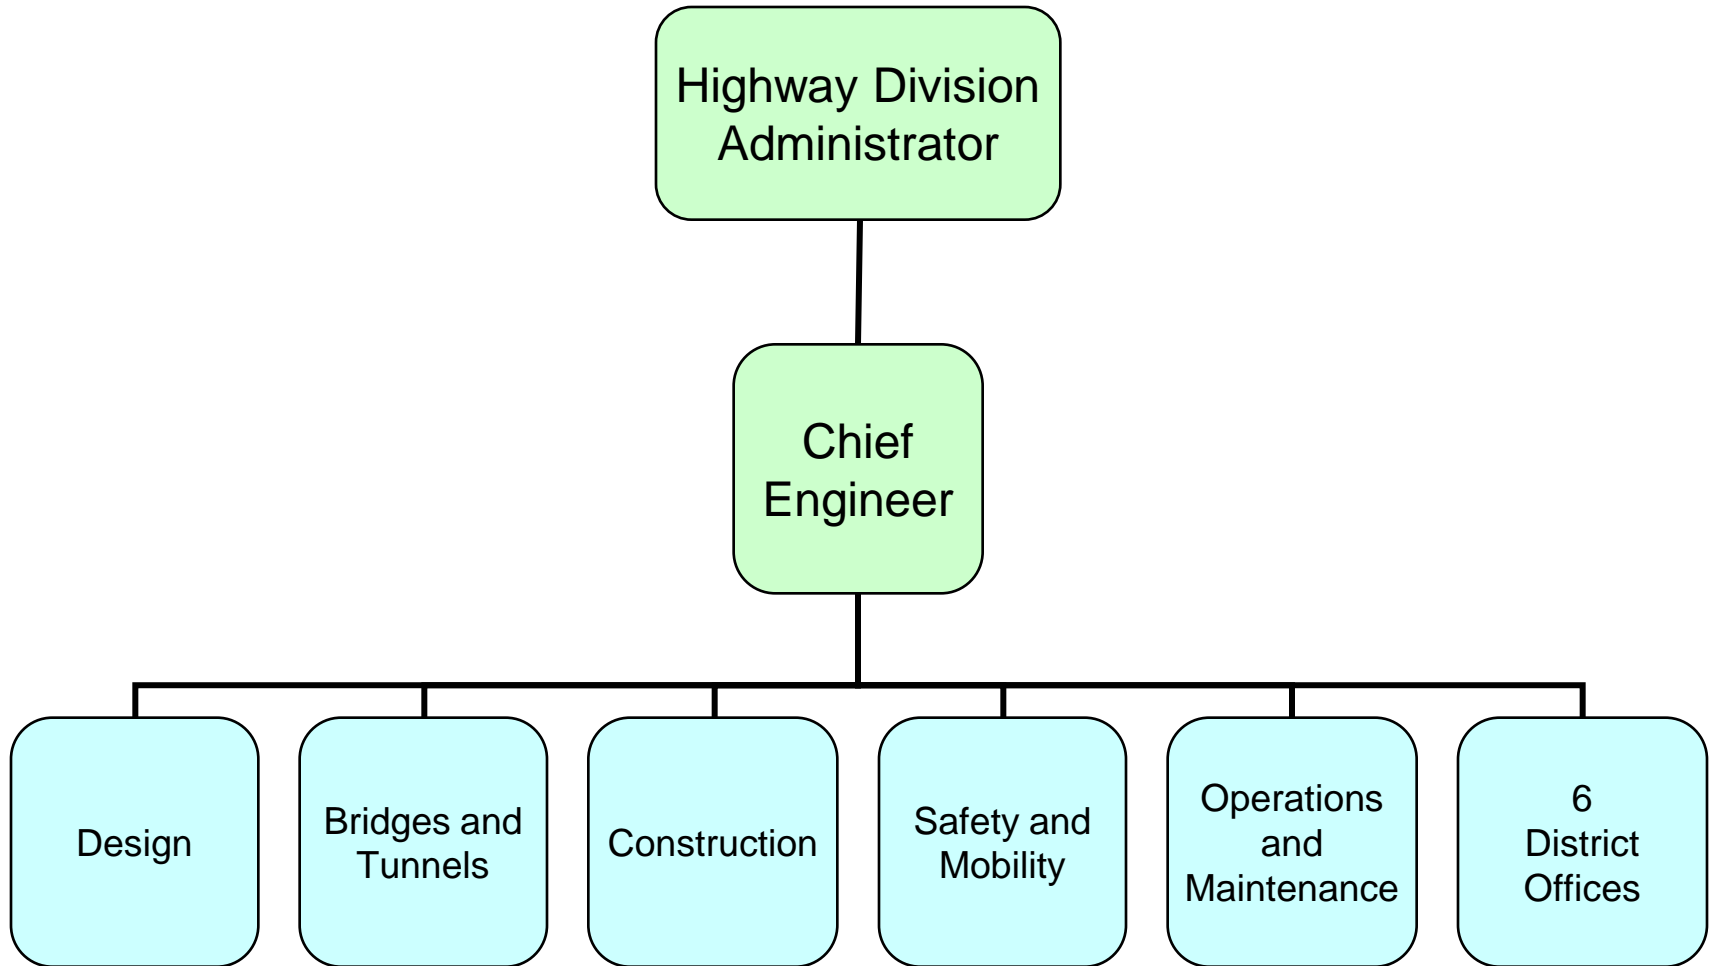 Highway Division
Administrator
Chief
Engineer
Design
Bridges and
Tunnels
Construction
Safety and
Mobility
Operations
and
Maintenance
6
District
Offices